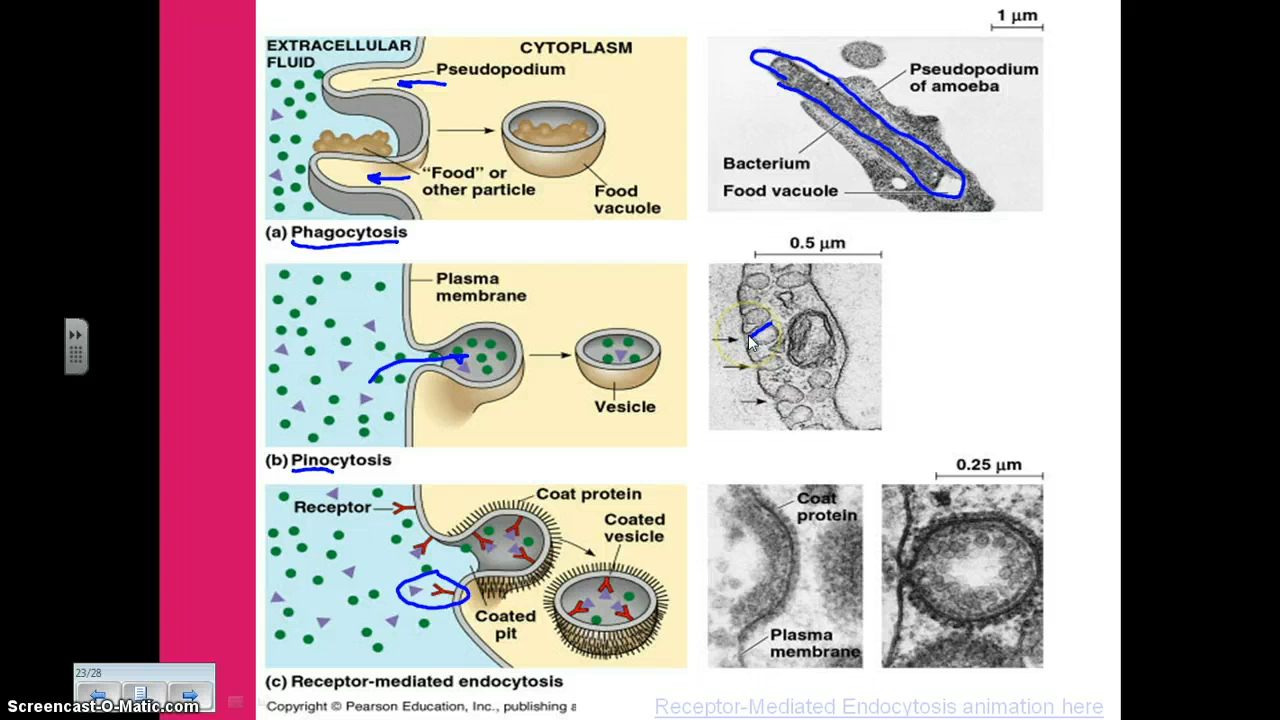 1 µm
EXTRACELLULAR
FLUID
CYTOPLASM
Pseudopodium
"Food" or
other particle
Food
vacuole
Pseudopodium
of amoeba
Bacterium
Food vacuole
(a) Phagocytosis
0.5 µm
Plasma
membrane
Vesicle
(b) Pinocytosis
0.25 µm
Receptor
Coat protein
Coated
vesicle
Coated
pit
Coat
protein
Plasma
membrane
(c) Receptor-mediated endocytosis
23/28
Screencast-O-Matic.com
Copyright © Pearson Education, Inc., publishing a
Receptor-Mediated Endocytosis animation here